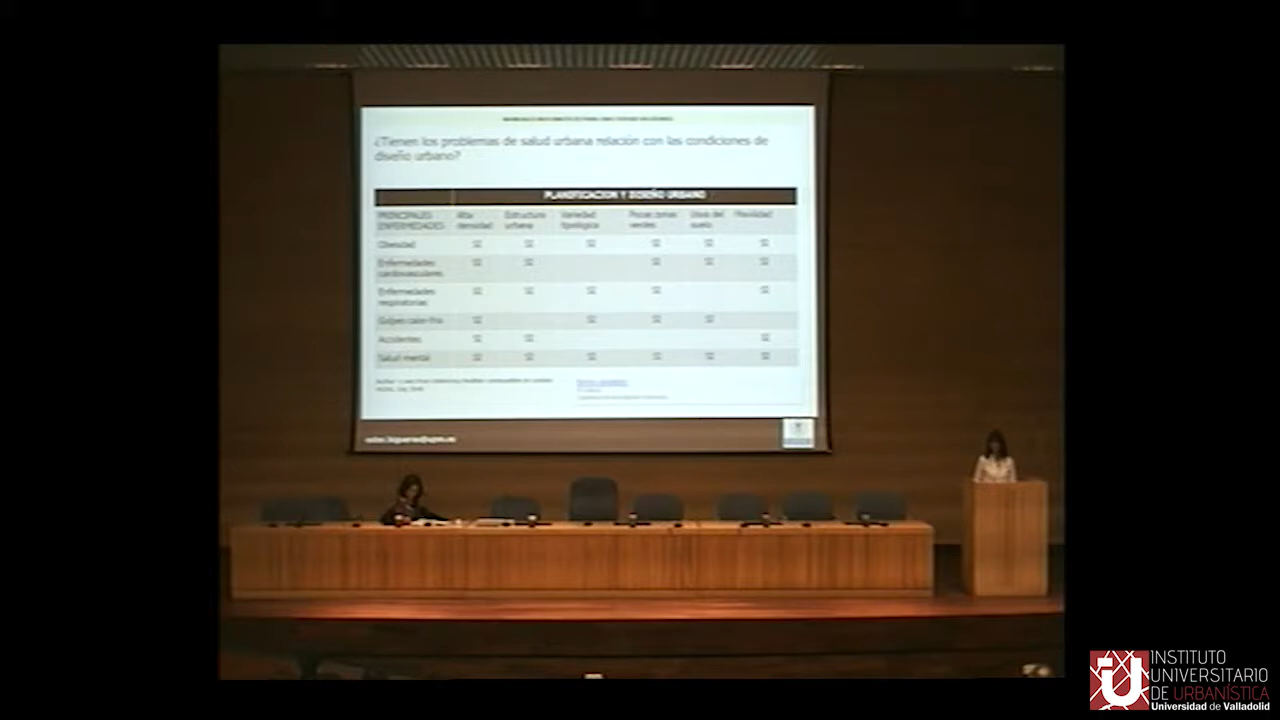 ¿Tienen los problemas de salud urbana relación con las condiciones de
diseño urbano?
PLANIFICACION Y DISEÑO URBANO
PRINCIPALES
ENFERMEDADES
Alta
densidad
Estructura
urbana
Variedad
tipológica
Pocas zonas
verdes
Usos del
suelo
Movilidad
Obesidad
Enfermedades
cardiovasculares
Enfermedades
respiratorias
Golpes calor-frio
Accidentes
Salud mental
INSTITUTO
UNIVERSITARIO
DE URBANÍSTICA
Universidad de Valladolid